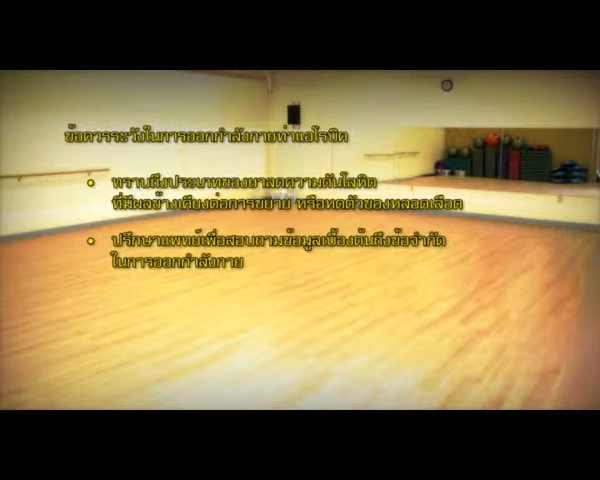 ข้อควรระวังในการออกกำลังกายท่าแอโรบิค
• ทราบถึงประเภทของยาลดความดันโลหิต
ที่มีผลข้างเคียงต่อการขยาย หรือหดตัวของหลอดเลือด
• ปรึกษาแพทย์เพื่อสอบถามข้อมูลเบื้องต้นถึงข้อจำกัด
ในการออกกำลังกาย